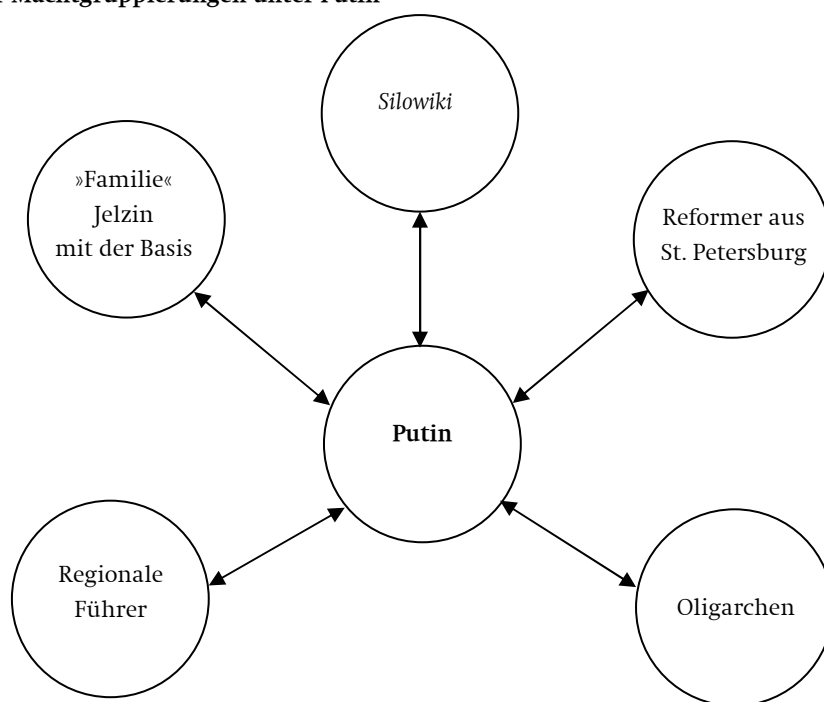 Machtgruppierungen unter Putin
Silowiki
»Familie«
Jelzin
mit der Basis
Reformer aus
St. Petersburg
Putin
Regionale
Führer
Oligarchen